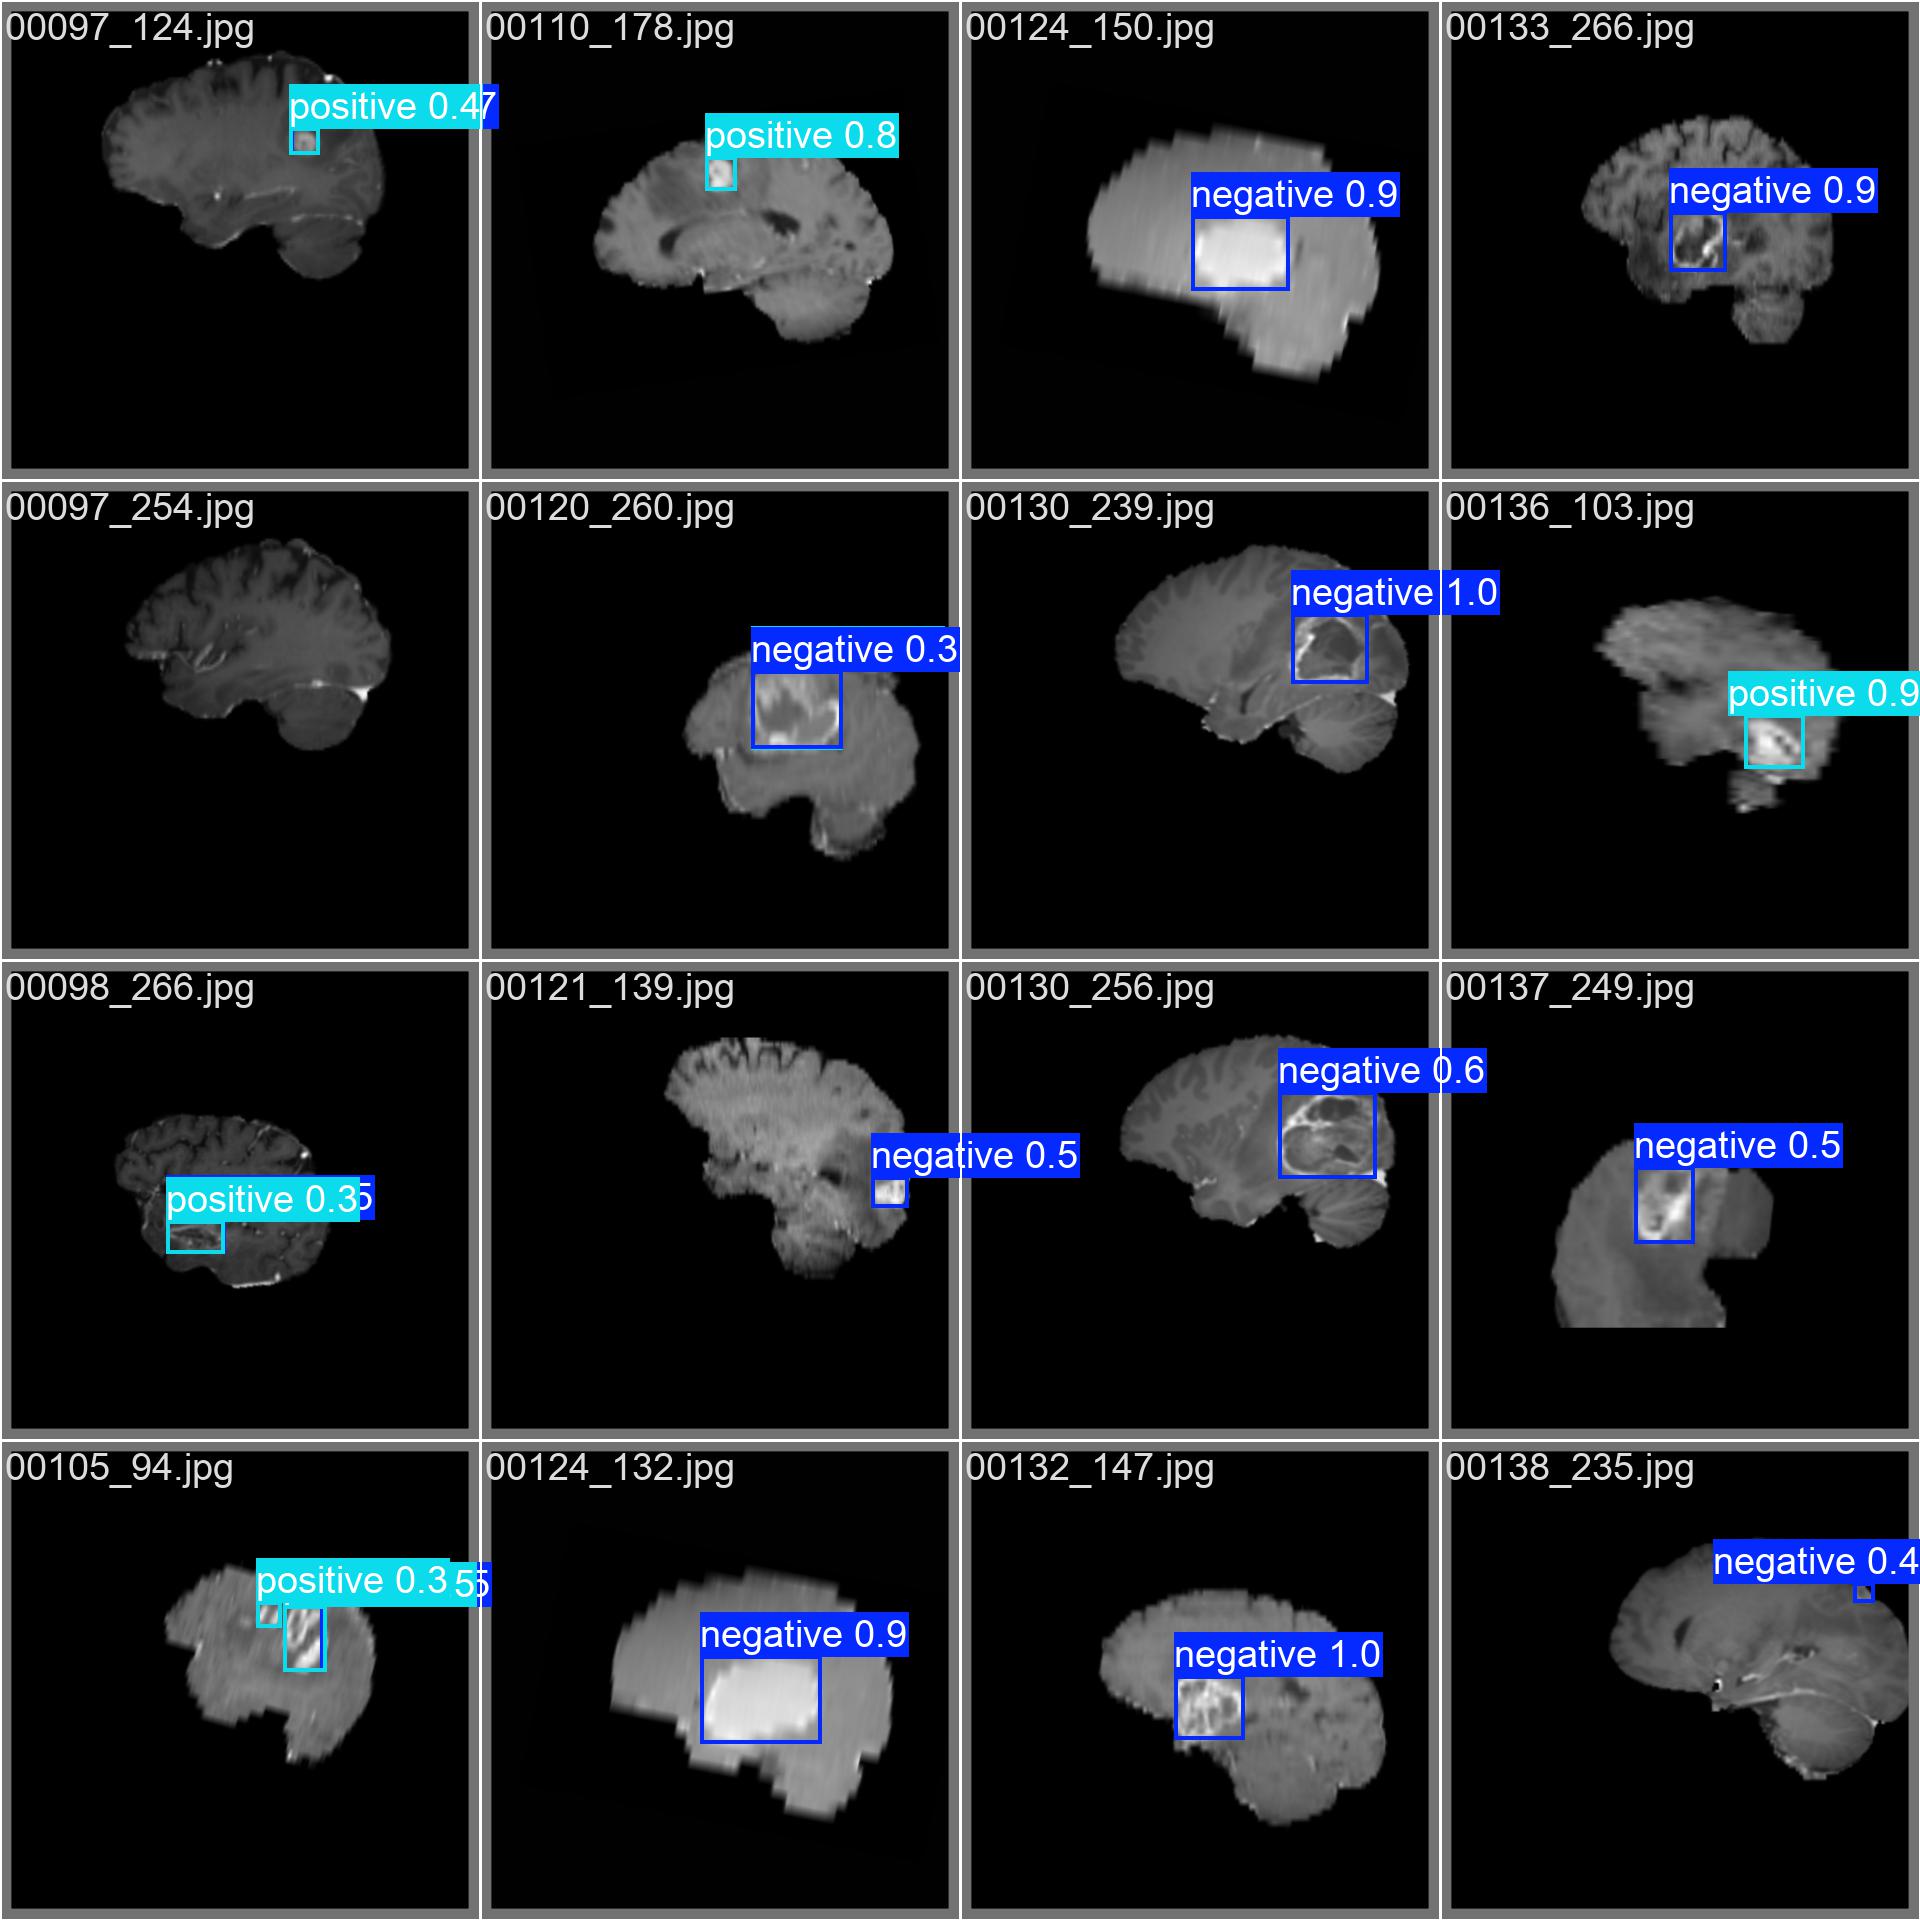 00097_124.jpg
positive 0.47
00110_178.jpg
positive 0.8
00124_150.jpg
negative 0.9
00133_266.jpg
negative 0.9
00097_254.jpg
00120_260.jpg
negative 0.3
00130_239.jpg
negative 1.0
00136_103.jpg
positive 0.9
00098_266.jpg
positive 0.35
00121_139.jpg
negative 0.5
00130_256.jpg
negative 0.6
00137_249.jpg
negative 0.5
00105_94.jpg
positive 0.3 55
00124_132.jpg
negative 0.9
00132_147.jpg
negative 1.0
00138_235.jpg
negative 0.4